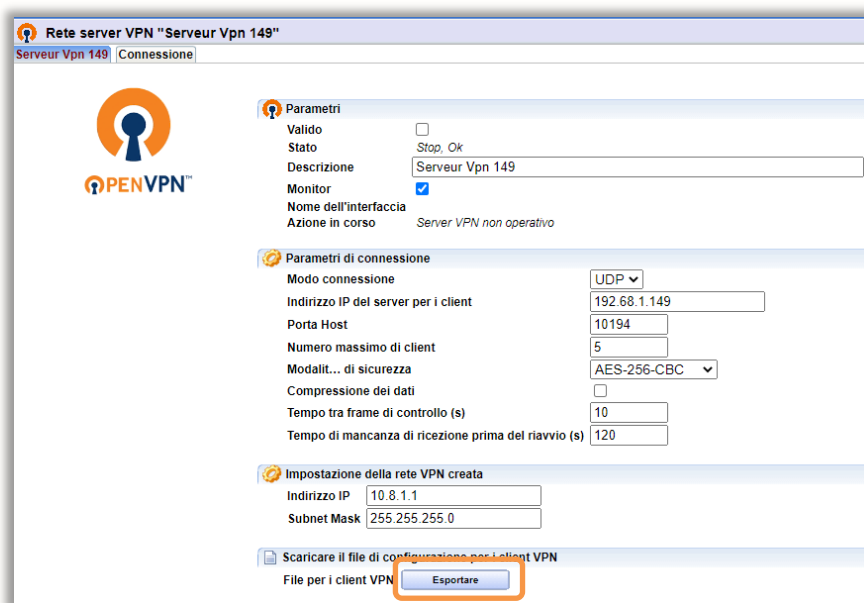 Rete server VPN "Serveur Vpn 149"
Serveur Vpn 149 Connessione
OPENVPN™
Parametri
Valido
Stato Stop, Ok
Descrizione Serveur Vpn 149
Monitor
Nome dell'interfaccia
Azione in corso Server VPN non operativo
Parametri di connessione
Modo connessione UDP
Indirizzo IP del server per i client 192.68.1.149
Porta Host 10194
Numero massimo di client 5
Modalit... di sicurezza AES-256-CBC
Compressione dei dati
Tempo tra frame di controllo (s) 10
Tempo di mancanza di ricezione prima del riavvio (s) 120
Impostazione della rete VPN creata
Indirizzo IP 10.8.1.1
Subnet Mask 255.255.255.0
Scaricare il file di configurazione per i client VPN
File per i client VPN Esportare